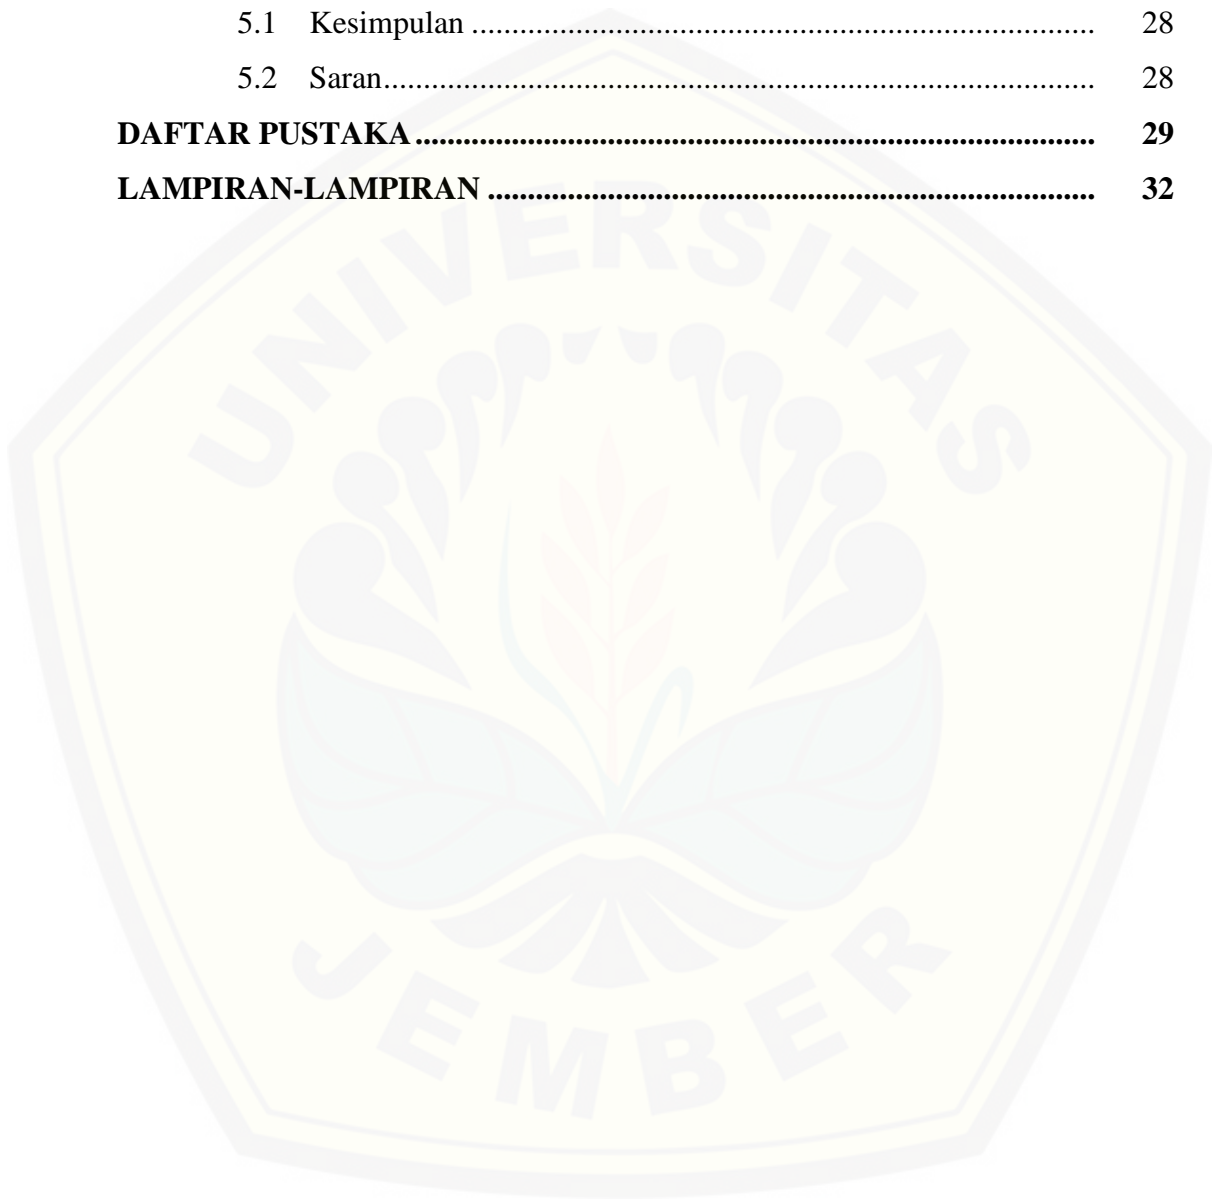 5.1 Kesimpulan ............................................................................... 28
5.2 Saran.......................................................................................... 28
DAFTAR PUSTAKA...................................................................................... 29
LAMPIRAN-LAMPIRAN ............................................................................. 32
UNIVERSITAS
JEMBER